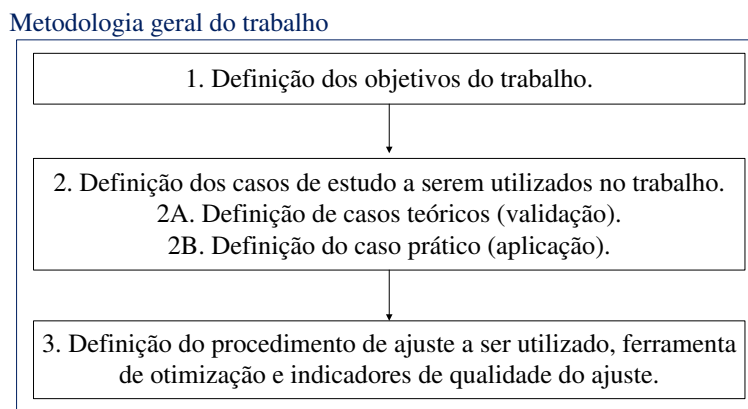 Metodologia geral do trabalho
1. Definição dos objetivos do trabalho.
2. Definição dos casos de estudo a serem utilizados no trabalho.
2A. Definição de casos teóricos (validação).
2B. Definição do caso prático (aplicação).
3. Definição do procedimento de ajuste a ser utilizado, ferramenta
de otimização e indicadores de qualidade do ajuste.